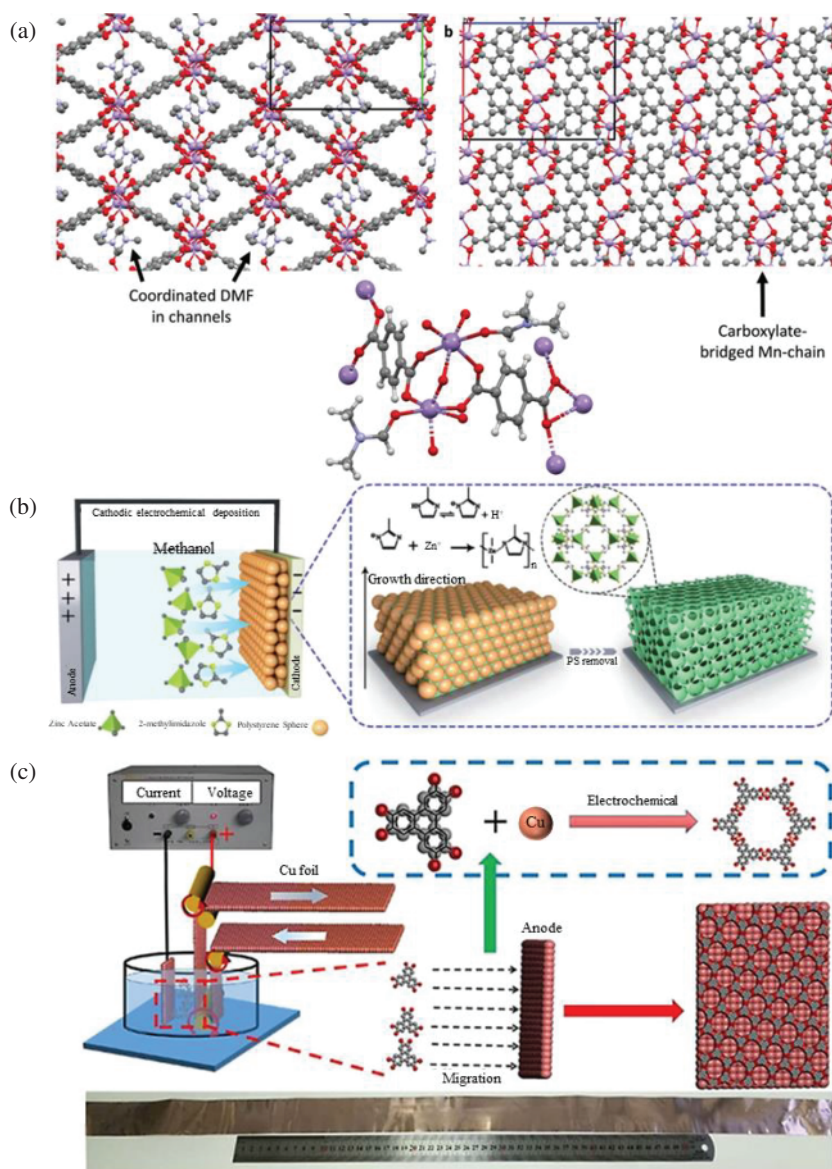 (a)
b
Coordinated DMF
in channels
Carboxylate-
bridged Mn-chain
(b)
Cathodic electrochemical deposition
Methanol
+ + +
Anode
Cathode
Zinc Acetate
2-methylimidazole
Polystyrene Sphere
+ H⁺
+ Zn
n
Growth direction
PS removal
(c)
Current
Voltage
- +
Cu foil
+ Cu
Electrochemical
Anode
Migration